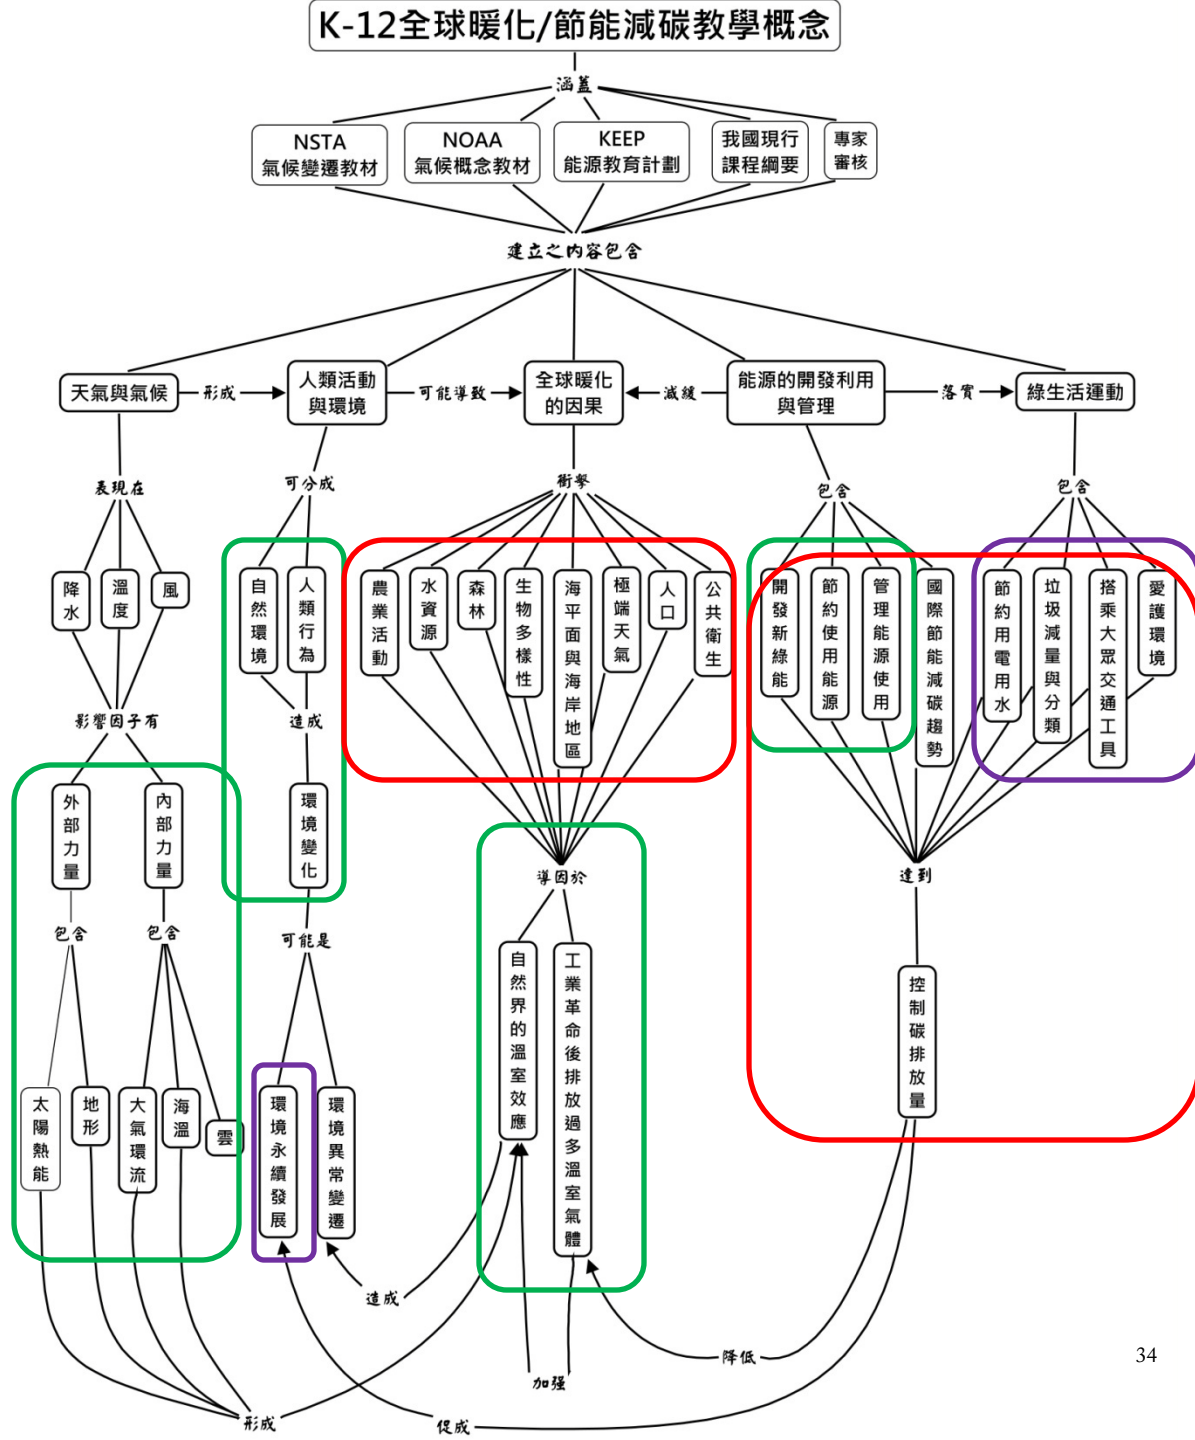 K-12全球暖化/節能減碳教學概念
涵蓋
NSTA
氣候變遷教材
NOAA
氣候概念教材
KEEP
能源教育計劃
我國現行
課程綱要
專家
審核
建立之內容包含
天氣與氣候
形成
人類活動
與環境
可能導致
全球暖化
的因果
減緩
能源的開發利用
與管理
落實
綠生活運動
表現在
可分成
衝擊
包含
包含
降水
溫度
風
自然環境
人類行為
農業活動
水資源
森林
生物多樣性
海平面與海岸地區
極端天氣
人口
公共衛生
開發新綠能
節約使用能源
管理能源使用
國際節能減碳趨勢
節約用電用水
垃圾減量與分類
搭乘大眾交通工具
愛護環境
影響因子有
造成
外部力量
內部力量
環境變化
導因於
達到
包含
包含
可能是
自然界的溫室效應
工業革命後排放過多溫室氣體
控制碳排放量
太陽熱能
地形
大氣環流
海溫
雲
環境永續發展
環境異常變遷
造成
降低
34
加強
形成
促成